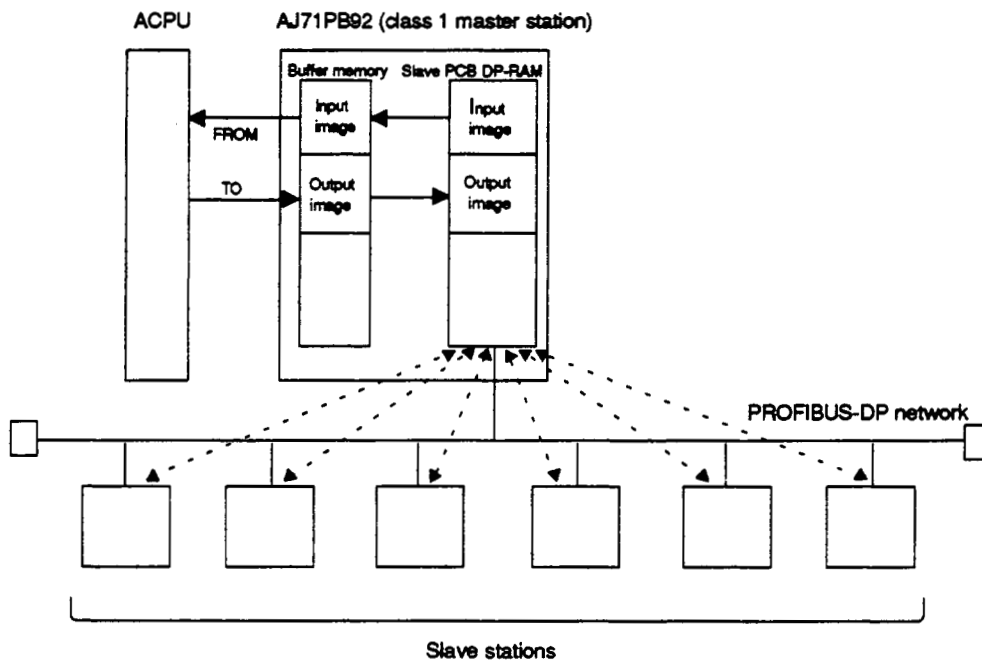 ACPU
AJ71PB92 (class 1 master station)
Buffer memory
Slave PCB DP-RAM
Input
image
Input
image
FROM
Output
image
Output
image
TO
PROFIBUS-DP network
Slave stations